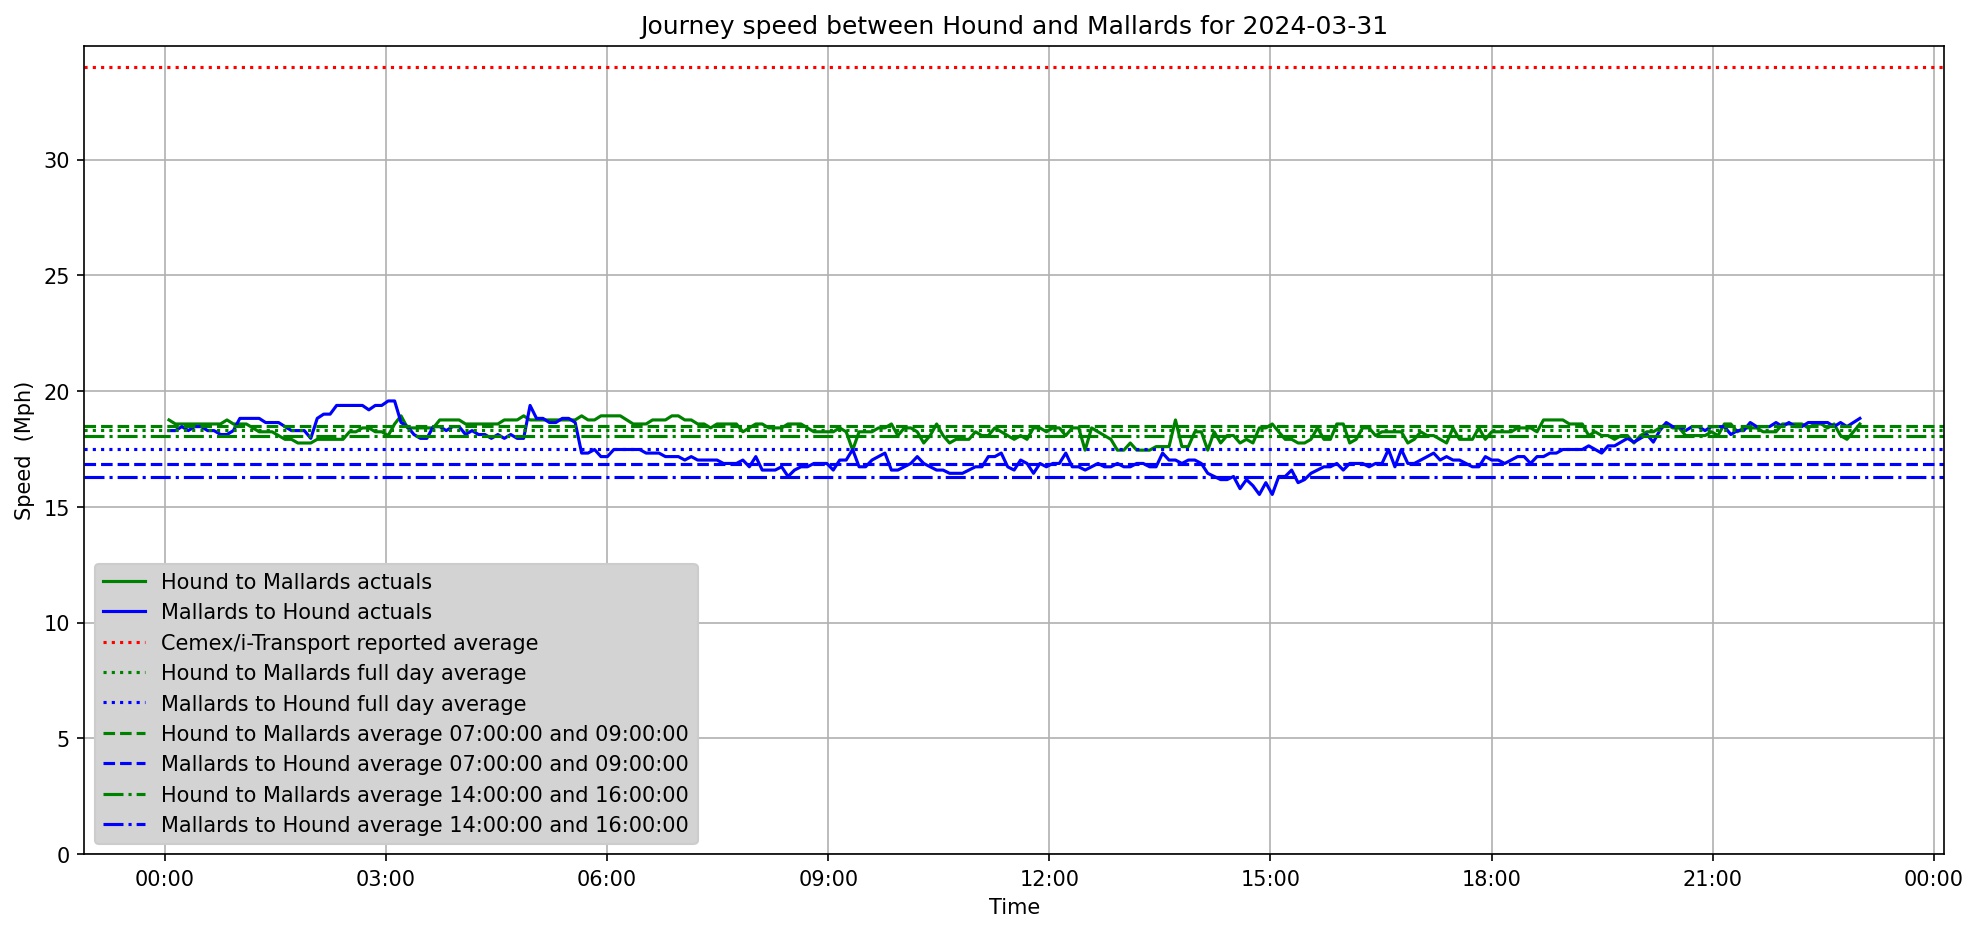 Journey speed between Hound and Mallards for 2024-03-31
Speed (Mph)
30
25
20
15
10
5
0
Hound to Mallards actuals
Mallards to Hound actuals
Cemex/i-Transport reported average
Hound to Mallards full day average
Mallards to Hound full day average
Hound to Mallards average 07:00:00 and 09:00:00
Mallards to Hound average 07:00:00 and 09:00:00
Hound to Mallards average 14:00:00 and 16:00:00
Mallards to Hound average 14:00:00 and 16:00:00
00:00 03:00 06:00 09:00 12:00 15:00 18:00 21:00 00:00
Time